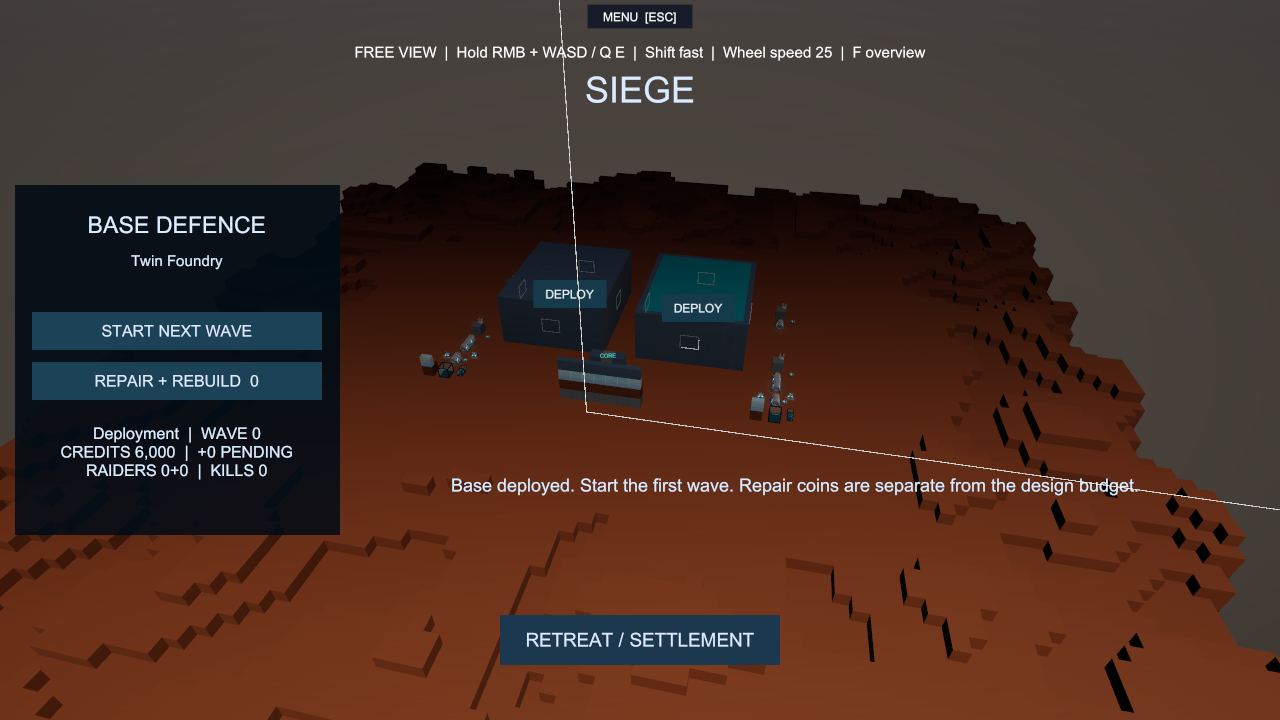 MENU [ESC]
FREE VIEW | Hold RMB + WASD / Q E | Shift fast | Wheel speed 25 | F overview
SIEGE
BASE DEFENCE
Twin Foundry
START NEXT WAVE
REPAIR + REBUILD 0
Deployment | WAVE 0
CREDITS 6,000 | +0 PENDING
RAIDERS 0+0 | KILLS 0
DEPLOY
DEPLOY
CORE
Base deployed. Start the first wave. Repair coins are separate from the design budget.
RETREAT / SETTLEMENT